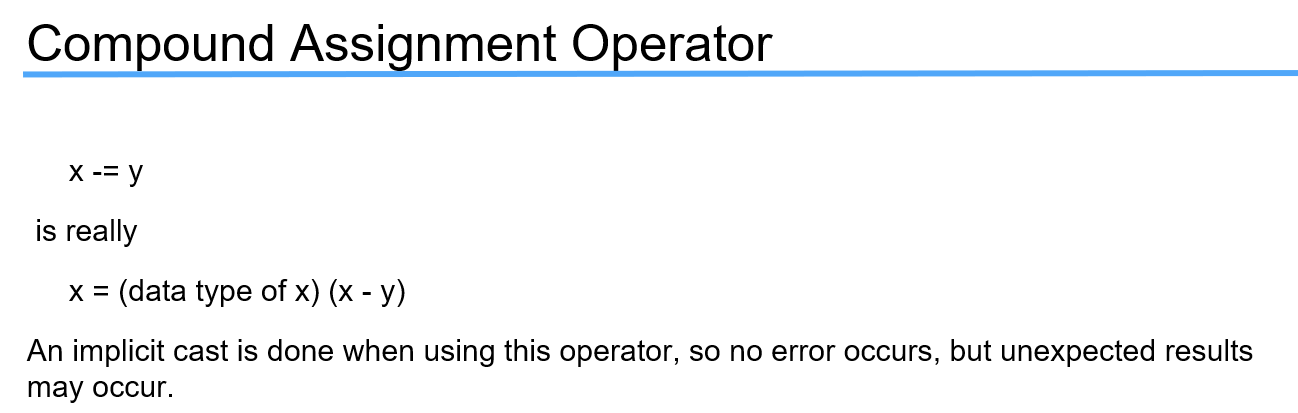 Compound Assignment Operator
x -= y
is really
x = (data type of x) (x - y)
An implicit cast is done when using this operator, so no error occurs, but unexpected results
may occur.